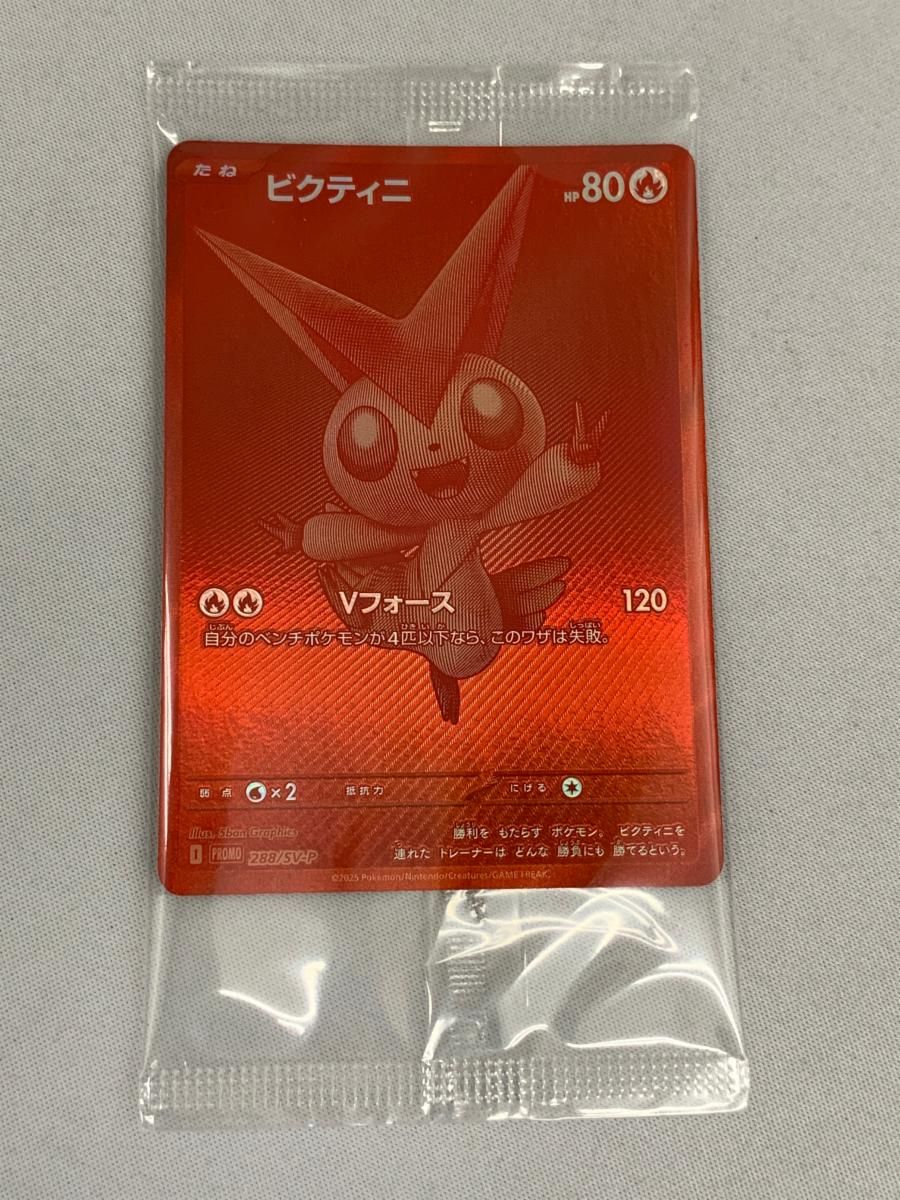 たね ビクティニ HP 80
Vフォース 120
自分のベンチポケモンが4匹以下なら、このワザは失敗。
弱点 ×2 抵抗力 にげる
Illus. 5ban Graphics
勝利を もたらす ポケモン。 ビクティニを
連れた トレーナーは どんな 勝負にも 勝てるという。
I PROMO 288/SV-P
©2025 Pokémon/Nintendo/Creatures/GAME FREAK.